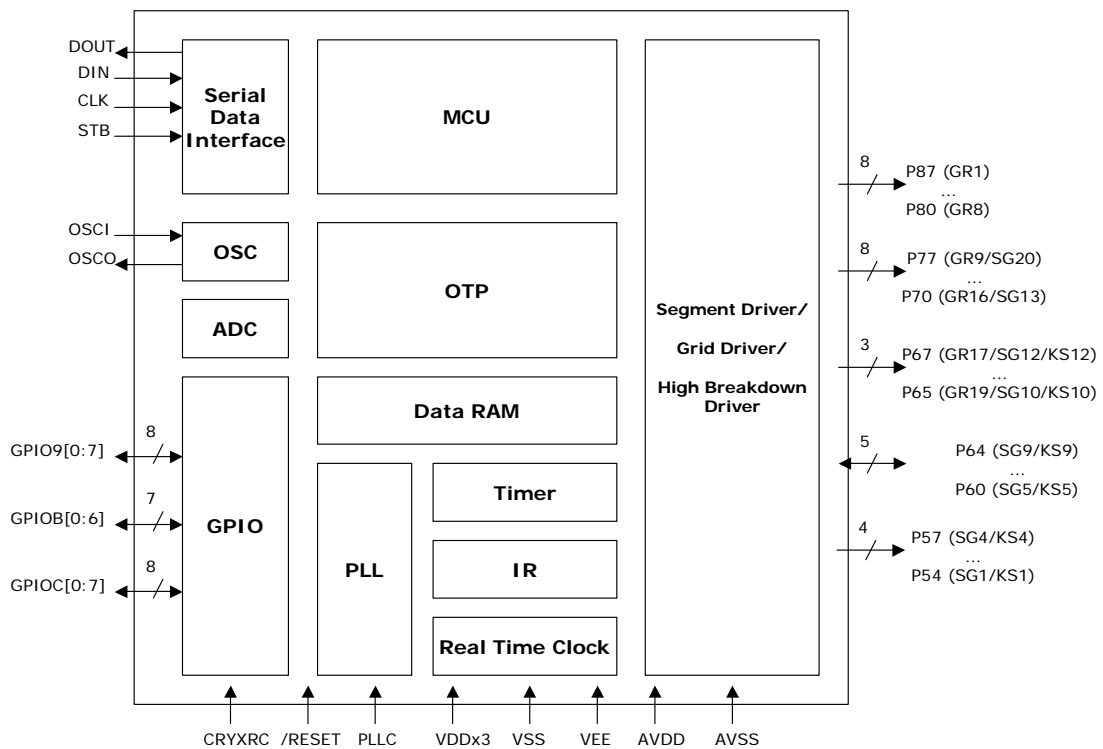 DOUT
DIN
CLK
STB
Serial
Data
Interface
MCU
OSCI
OSCO
OSC
ADC
OTP
Data RAM
GPIO9[0:7]
8
GPIOB[0:6]
7
GPIOC[0:7]
8
GPIO
PLL
Timer
IR
Real Time Clock
Segment Driver/
Grid Driver/
High Breakdown
Driver
8
P87 (GR1)
...
P80 (GR8)
8
P77 (GR9/SG20)
...
P70 (GR16/SG13)
3
P67 (GR17/SG12/KS12)
...
P65 (GR19/SG10/KS10)
5
P64 (SG9/KS9)
...
P60 (SG5/KS5)
4
P57 (SG4/KS4)
...
P54 (SG1/KS1)
CRYXRC /RESET PLLC VDDx3 VSS VEE AVDD AVSS